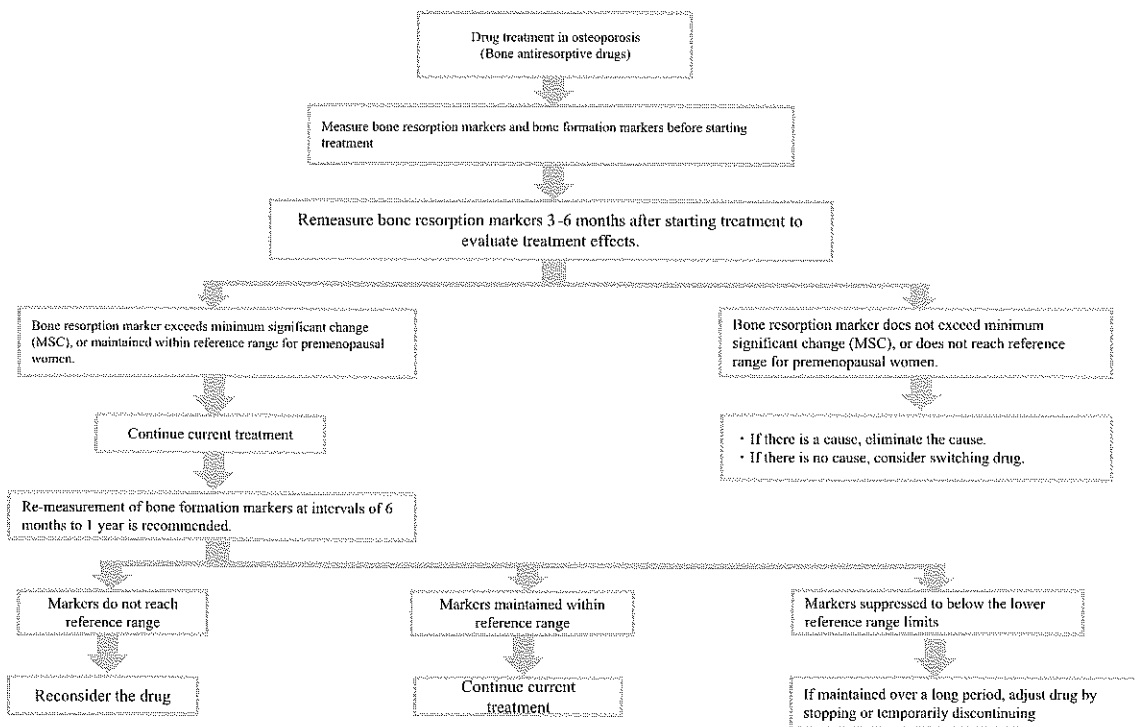 Drug treatment in osteoporosis
(Bone antiresorptive drugs)
Measure bone resorption markers and bone formation markers before starting
treatment
Remeasure bone resorption markers 3-6 months after starting treatment to
evaluate treatment effects.
Bone resorption marker exceeds minimum significant change
(MSC), or maintained within reference range for premenopausal
women.
Bone resorption marker does not exceed minimum
significant change (MSC), or does not reach reference
range for premenopausal women.
Continue current treatment
・If there is a cause, eliminate the cause.
・If there is no cause, consider switching drug.
Re-measurement of bone formation markers at intervals of 6
months to 1 year is recommended.
Markers do not reach
reference range
Markers maintained within
reference range
Markers suppressed to below the lower
reference range limits
Reconsider the drug
Continue current
treatment
If maintained over a long period, adjust drug by
stopping or temporarily discontinuing